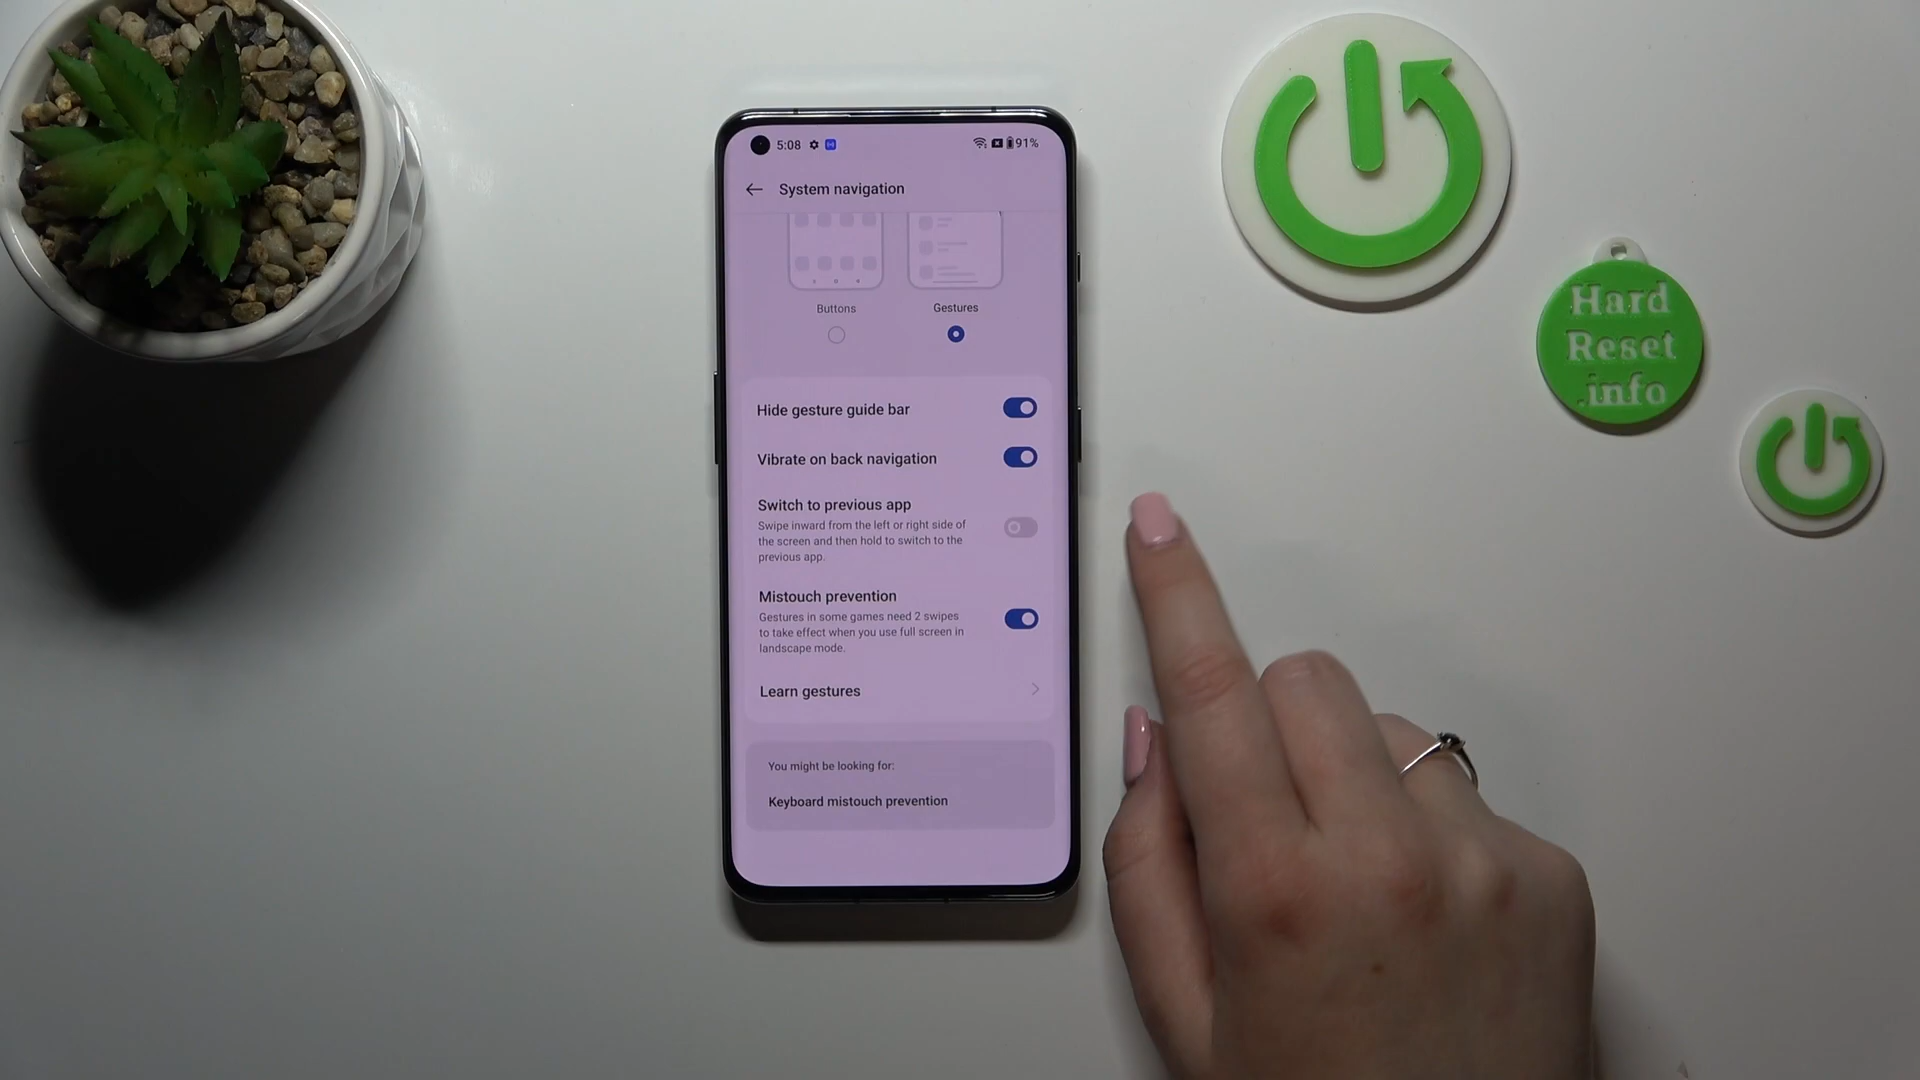 5:08
91%
System navigation
Buttons
Gestures
Hide gesture guide bar
Vibrate on back navigation
Switch to previous app
Swipe inward from the left or right side of
the screen and then hold to switch to the
previous app.
Mistouch prevention
Gestures in some games need 2 swipes
to take effect when you use full screen in
landscape mode.
Learn gestures
You might be looking for:
Keyboard mistouch prevention
Hard
Reset
.info